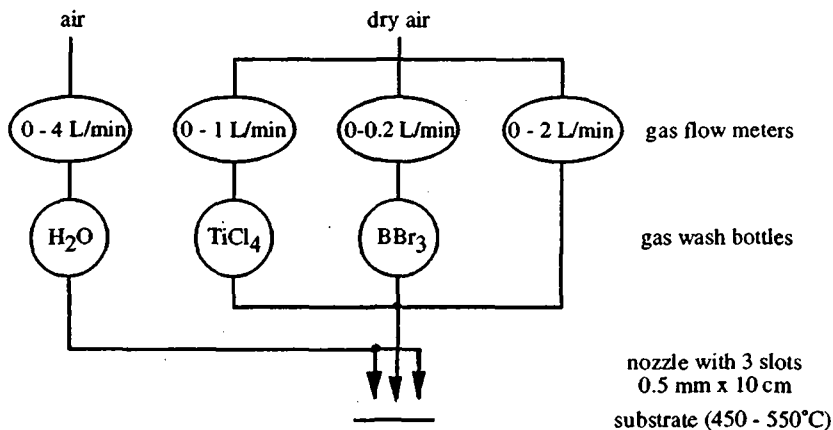 air dry air
0 - 4 L/min 0 - 1 L/min 0-0.2 L/min 0 - 2 L/min gas flow meters
H2O TiCl4 BBr3 gas wash bottles
nozzle with 3 slots
0.5 mm x 10 cm
substrate (450 - 550°C)